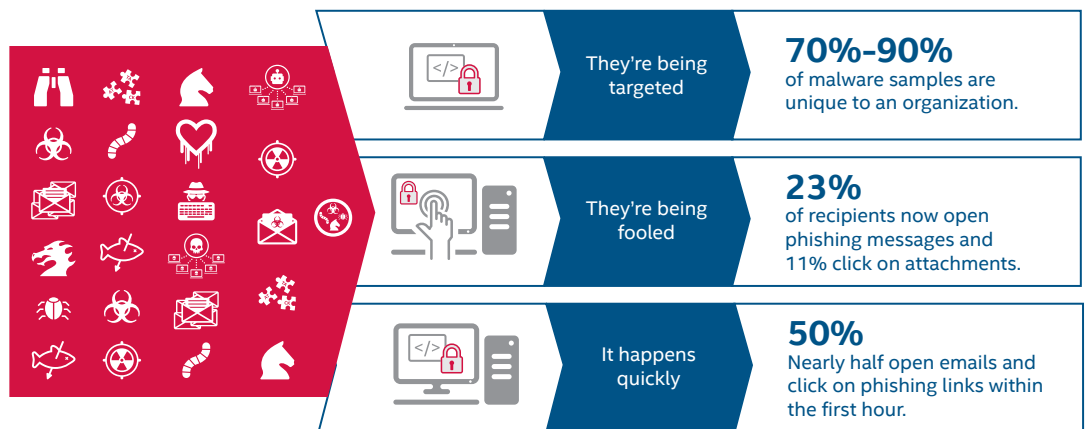 </>
They're being
targeted
70%-90%
of malware samples are
unique to an organization.
They're being
fooled
23%
of recipients now open
phishing messages and
11% click on attachments.
</>
It happens
quickly
50%
Nearly half open emails and
click on phishing links within
the first hour.